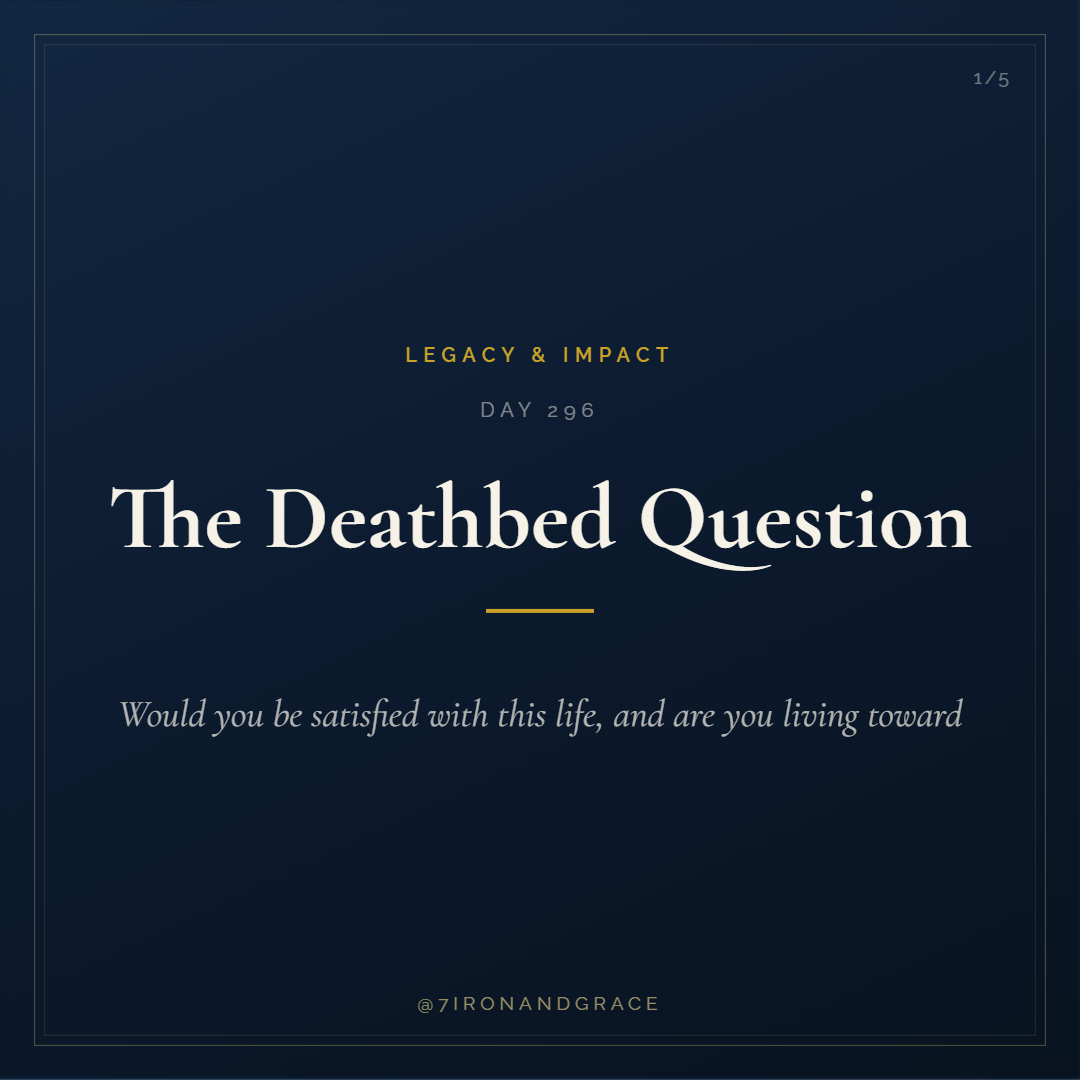 1/5
LEGACY & IMPACT
DAY 296
The Deathbed Question
Would you be satisfied with this life, and are you living toward
@7IRONANDGRACE